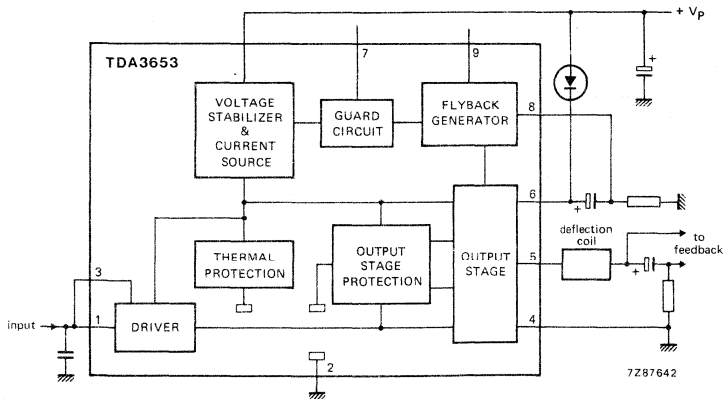 + VP
TDA3653
7
9
VOLTAGE
STABILIZER
&
CURRENT
SOURCE
GUARD
CIRCUIT
FLYBACK
GENERATOR
8
6
+
+
deflection
coil
to
feedback
THERMAL
PROTECTION
OUTPUT
STAGE
PROTECTION
OUTPUT
STAGE
5
+
3
input
1
DRIVER
4
2
7Z87642